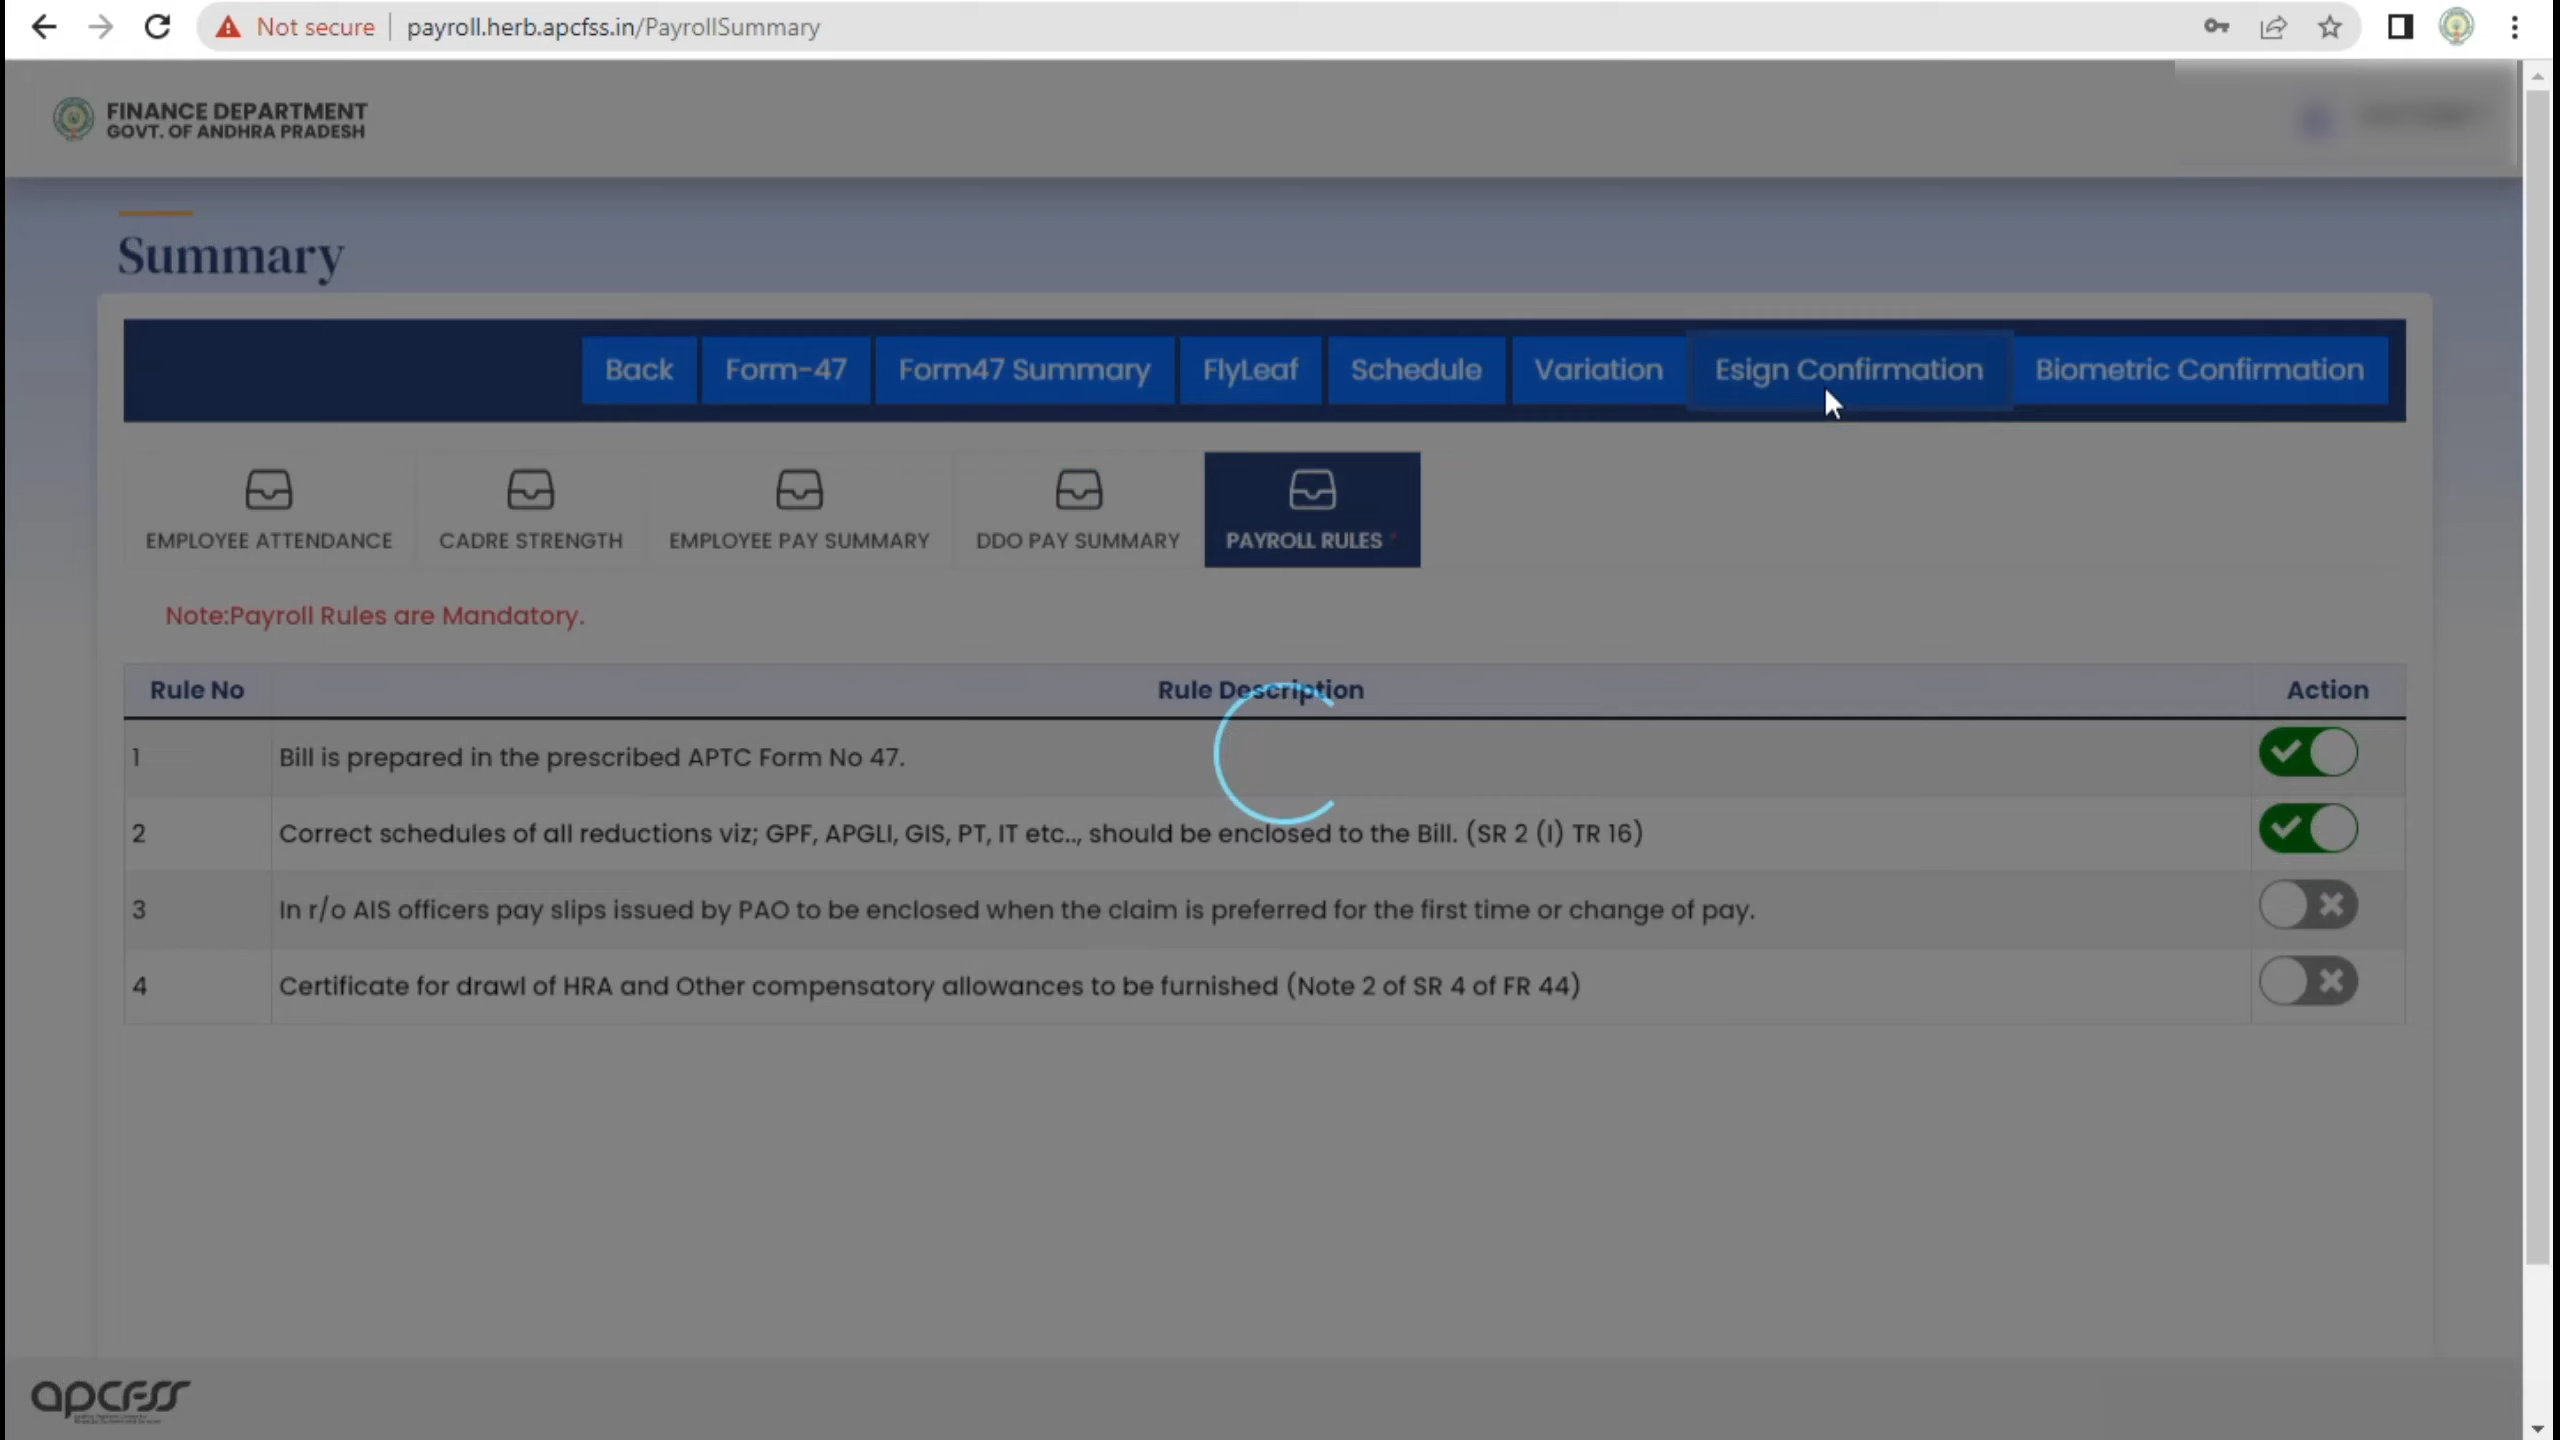 Not secure
payroll.herb.apcfss.in/PayrollSummary
FINANCE DEPARTMENT
GOVT. OF ANDHRA PRADESH
Summary
Back
Form-47
Form47 Summary
FlyLeaf
Schedule
Variation
Esign Confirmation
Biometric Confirmation
EMPLOYEE ATTENDANCE
CADRE STRENGTH
EMPLOYEE PAY SUMMARY
DDO PAY SUMMARY
PAYROLL RULES *
Note:Payroll Rules are Mandatory.
Rule No Rule Description Action
1 Bill is prepared in the prescribed APTC Form No 47.
2 Correct schedules of all reductions viz; GPF, APGLI, GIS, PT, IT etc.., should be enclosed to the Bill. (SR 2 (I) TR 16)
3 In r/o AIS officers pay slips issued by PAO to be enclosed when the claim is preferred for the first time or change of pay.
4 Certificate for drawl of HRA and Other compensatory allowances to be furnished (Note 2 of SR 4 of FR 44)
apcfss